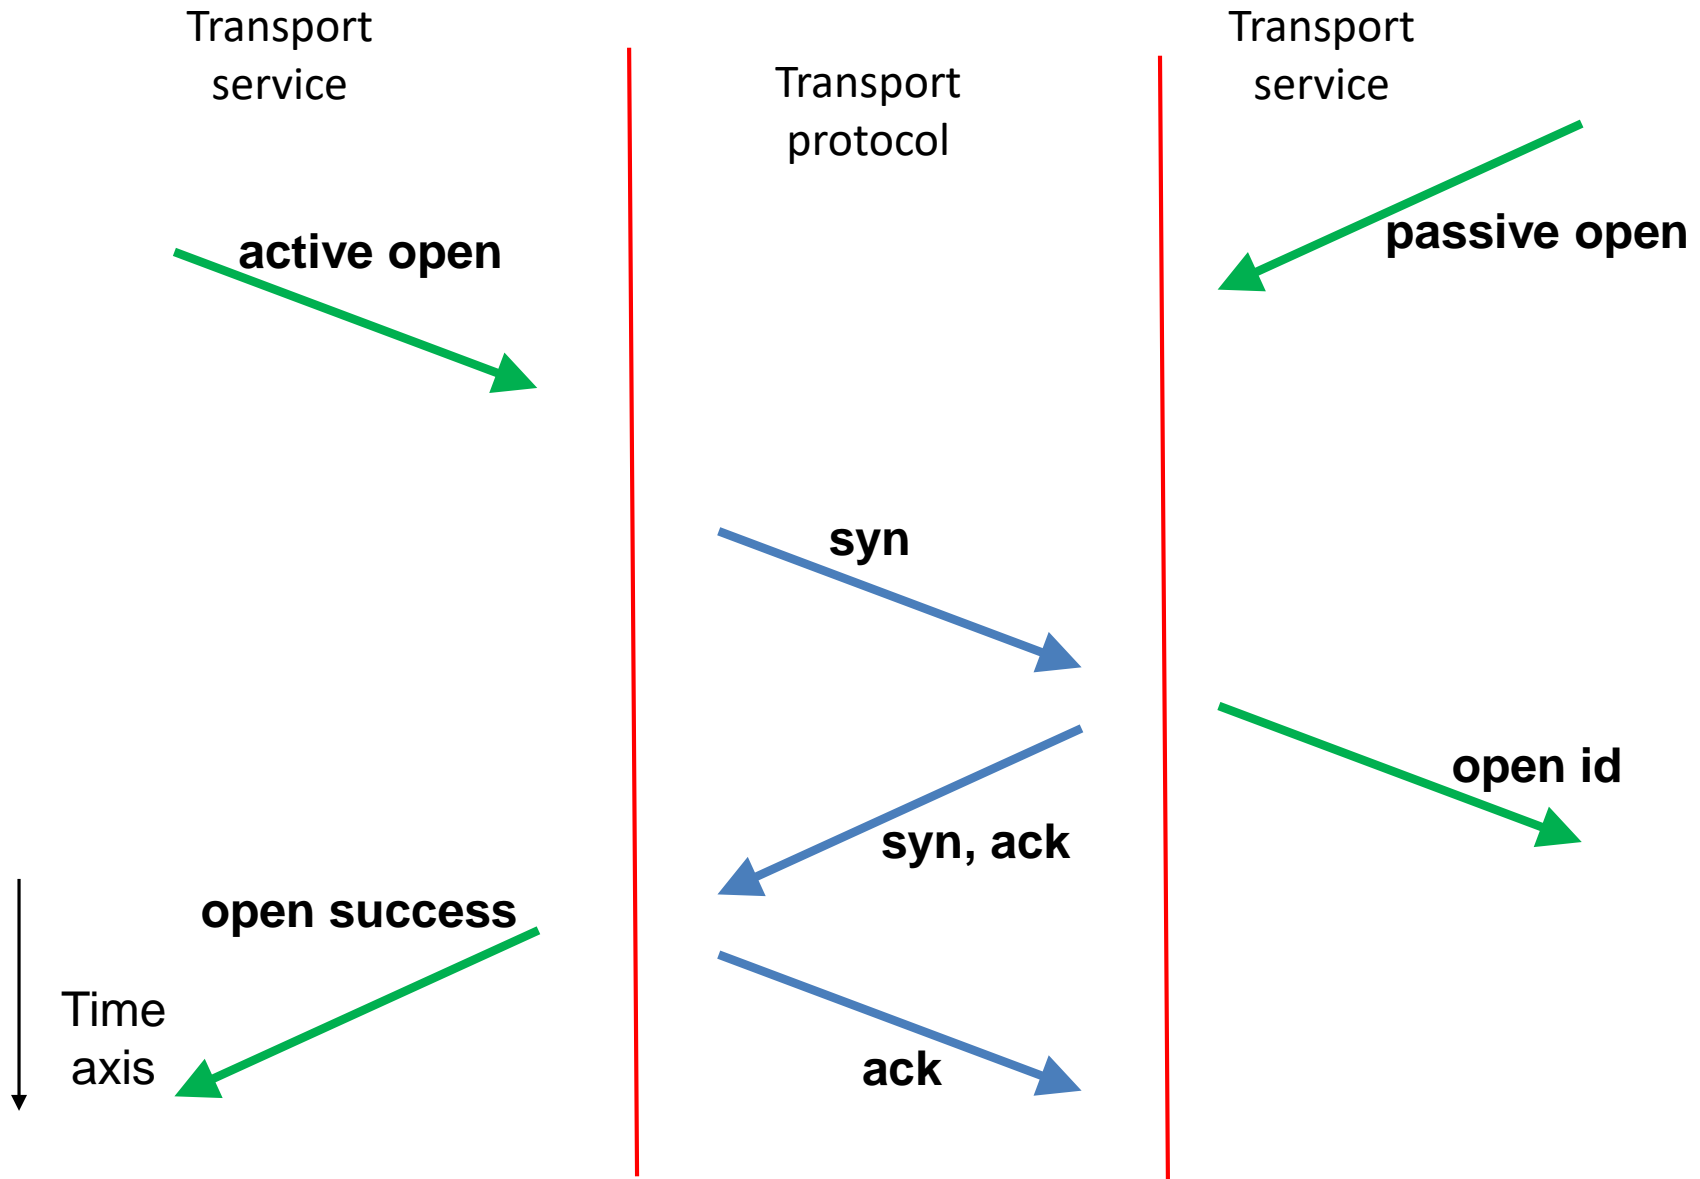 Transport
service
Transport
protocol
Transport
service
passive open
active open
syn
open id
syn, ack
open success
Time
axis
ack